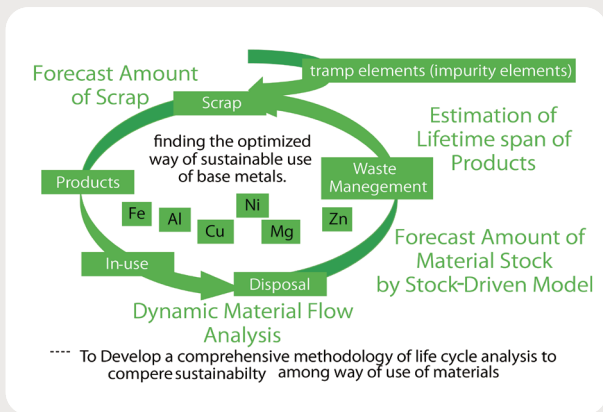 tramp elements (impurity elements)
Forecast Amount
of Scrap
Scrap
Estimation of
Lifetime span of
Products
finding the optimized
way of sustainable use
of base metals.
Waste
Manegement
Products
Fe
Al
Cu
Ni
Mg
Zn
Forecast Amount of
Material Stock
by Stock-Driven Model
In-use
Disposal
Dynamic Material Flow
Analysis
---- To Develop a comprehensive methodology of life cycle analysis to
compere sustainabilty among way of use of materials